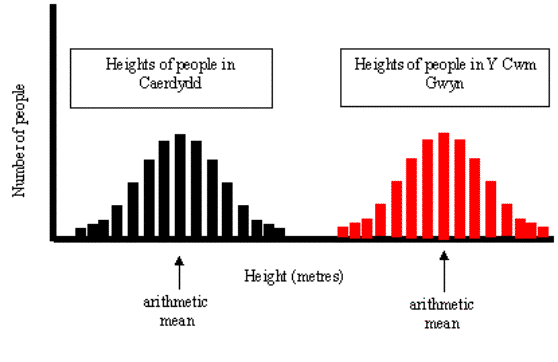 Number of people
Heights of people in
Caerdydd
Heights of people in Y Cwm
Gwyn
Height (metres)
arithmetic
mean
arithmetic
mean